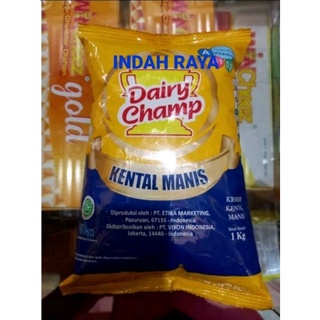 INDAH RAYA
Dairy
Champ
KENTAL MANIS
Diproduksi oleh : PT. ETIKA MARKETING,
Pasuruan, 67155 - Indonesia
Didistribusikan oleh : PT. VIXON INDONESIA,
Jakarta, 14440 - Indonesia
1 Kg
gold